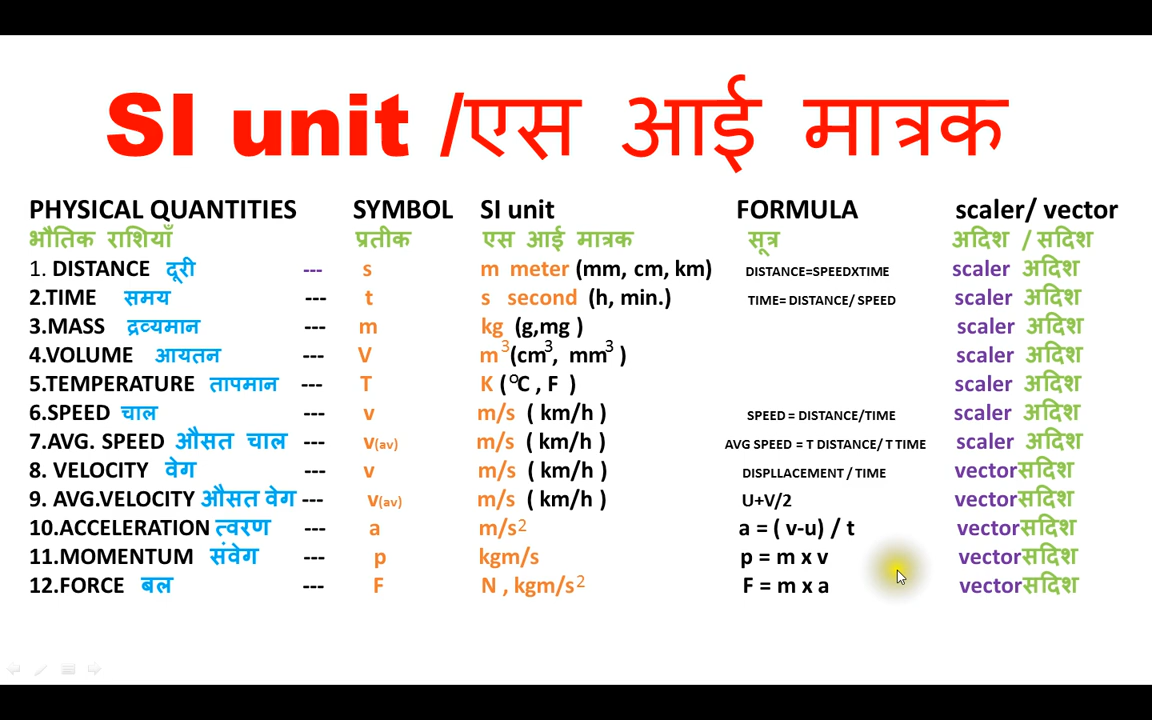 SI unit /एस आई मात्रक
PHYSICAL QUANTITIES SYMBOL SI unit FORMULA scaler/ vector
भौतिक राशियाँ प्रतीक एस आई मात्रक सूत्र अदिश / सदिश
1. DISTANCE दूरी --- s m meter (mm, cm, km) DISTANCE=SPEEDXTIME scaler अदिश
2.TIME समय --- t s second (h, min.) TIME= DISTANCE/ SPEED scaler अदिश
3.MASS द्रव्यमान --- m kg (g,mg ) scaler अदिश
4.VOLUME आयतन --- V m³(cm³, mm³ ) scaler अदिश
5.TEMPERATURE तापमान --- T K (°C , F ) scaler अदिश
6.SPEED चाल --- v m/s ( km/h ) SPEED = DISTANCE/TIME scaler अदिश
7.AVG. SPEED औसत चाल --- v(av) m/s ( km/h ) AVG SPEED = T DISTANCE/ T TIME scaler अदिश
8. VELOCITY वेग --- v m/s ( km/h ) DISPLLACEMENT / TIME vectorसदिश
9. AVG.VELOCITY औसत वेग --- v(av) m/s ( km/h ) U+V/2 vectorसदिश
10.ACCELERATION त्वरण --- a m/s² a = ( v-u) / t vectorसदिश
11.MOMENTUM संवेग --- p kgm/s p = m x v vectorसदिश
12.FORCE बल --- F N , kgm/s² F = m x a vectorसदिश